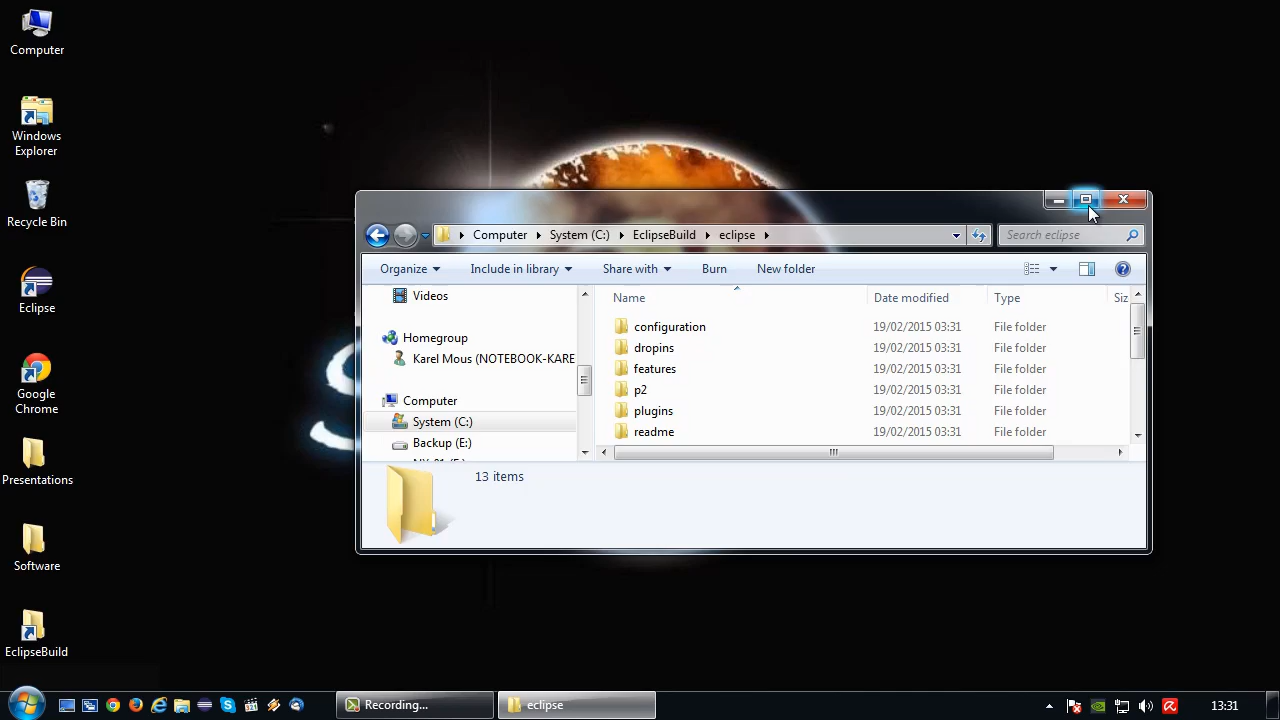 Computer
Windows
Explorer
Recycle Bin
Eclipse
Google
Chrome
Presentations
Software
EclipseBuild
Computer System (C:) EclipseBuild eclipse
Search eclipse
Organize Include in library Share with Burn New folder
Videos
Homegroup
Karel Mous (NOTEBOOK-KARE
Computer
System (C:)
Backup (E:)
Name Date modified Type Siz
configuration 19/02/2015 03:31 File folder
dropins 19/02/2015 03:31 File folder
features 19/02/2015 03:31 File folder
p2 19/02/2015 03:31 File folder
plugins 19/02/2015 03:31 File folder
readme 19/02/2015 03:31 File folder
13 items
Recording...
eclipse
13:31